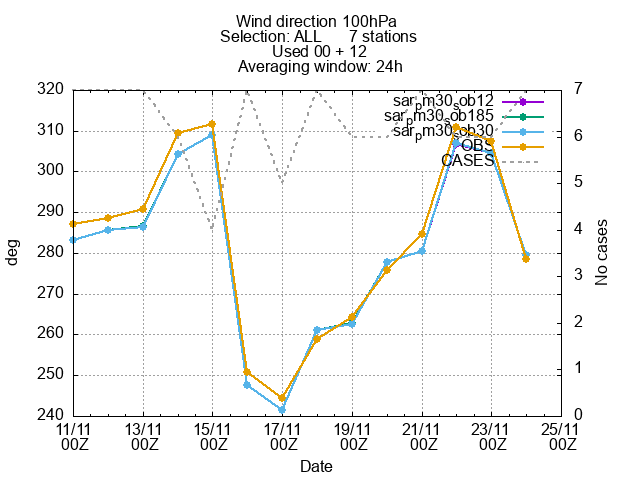 Wind direction 100hPa
Selection: ALL 7 stations
Used 00 + 12
Averaging window: 24h
320 7
sar_pm30_sob12
sar_pm30_sob185
310 sar_pm30_sob30 6
OBS
CASES
300
5
290
4
280
3
270
260 2
250 1
240 0
deg
No cases
11/11 13/11 15/11 17/11 19/11 21/11 23/11 25/11
00Z 00Z 00Z 00Z 00Z 00Z 00Z 00Z
Date